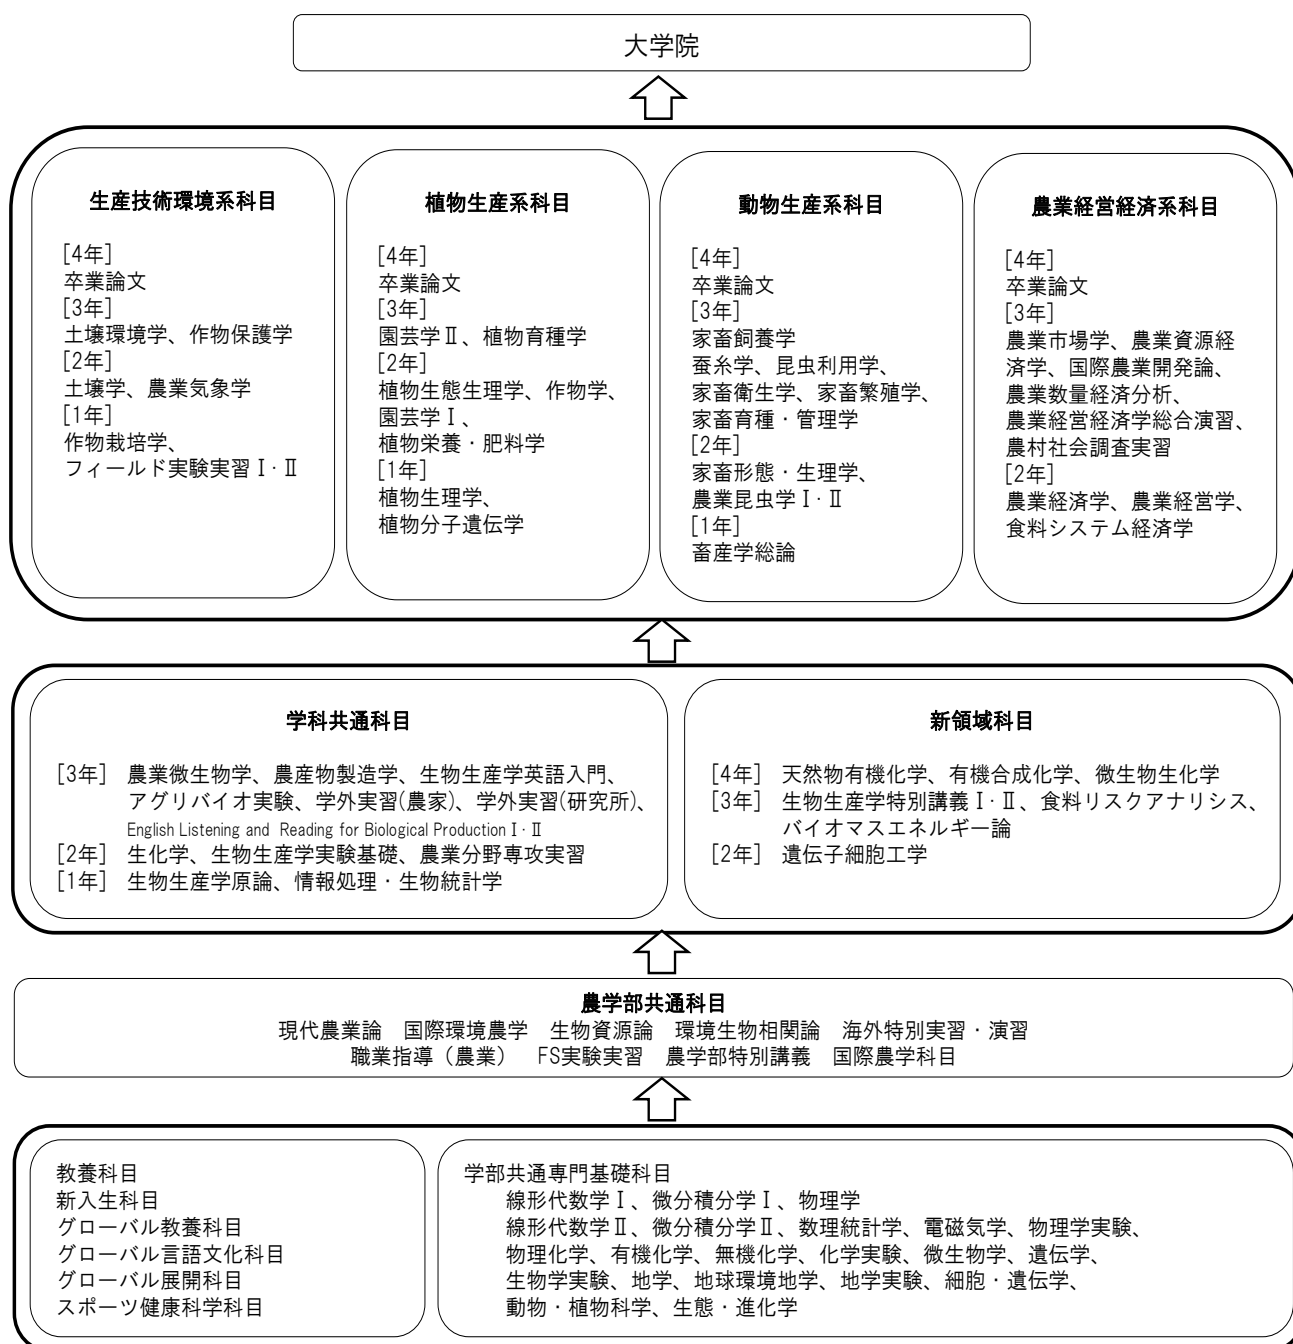 大学院
生産技術環境系科目
[4年]
卒業論文
[3年]
土壌環境学、作物保護学
[2年]
土壌学、農業気象学
[1年]
作物栽培学、
フィールド実験実習Ⅰ・Ⅱ
植物生産系科目
[4年]
卒業論文
[3年]
園芸学Ⅱ、植物育種学
[2年]
植物生態生理学、作物学、
園芸学Ⅰ、
植物栄養・肥料学
[1年]
植物生理学、
植物分子遺伝学
動物生産系科目
[4年]
卒業論文
[3年]
家畜飼養学
蚕糸学、昆虫利用学、
家畜衛生学、家畜繁殖学、
家畜育種・管理学
[2年]
家畜形態・生理学、
農業昆虫学Ⅰ・Ⅱ
[1年]
畜産学総論
農業経営経済系科目
[4年]
卒業論文
[3年]
農業市場学、農業資源経
済学、国際農業開発論、
農業数量経済分析、
農業経営経済学総合演習、
農村社会調査実習
[2年]
農業経済学、農業経営学、
食料システム経済学
学科共通科目
[3年] 農業微生物学、農産物製造学、生物生産学英語入門、
アグリバイオ実験、学外実習(農家)、学外実習(研究所)、
English Listening and Reading for Biological Production Ⅰ・Ⅱ
[2年] 生化学、生物生産学実験基礎、農業分野専攻実習
[1年] 生物生産学原論、情報処理・生物統計学
新領域科目
[4年] 天然物有機化学、有機合成化学、微生物生化学
[3年] 生物生産学特別講義Ⅰ・Ⅱ、食料リスクアナリシス、
バイオマスエネルギー論
[2年] 遺伝子細胞工学
農学部共通科目
現代農業論 国際環境農学 生物資源論 環境生物相関論 海外特別実習・演習
職業指導（農業） FS実験実習 農学部特別講義 国際農学科目
教養科目
新入生科目
グローバル教養科目
グローバル言語文化科目
グローバル展開科目
スポーツ健康科学科目
学部共通専門基礎科目
線形代数学Ⅰ、微分積分学Ⅰ、物理学
線形代数学Ⅱ、微分積分学Ⅱ、数理統計学、電磁気学、物理学実験、
物理化学、有機化学、無機化学、化学実験、微生物学、遺伝学、
生物学実験、地学、地球環境地学、地学実験、細胞・遺伝学、
動物・植物科学、生態・進化学